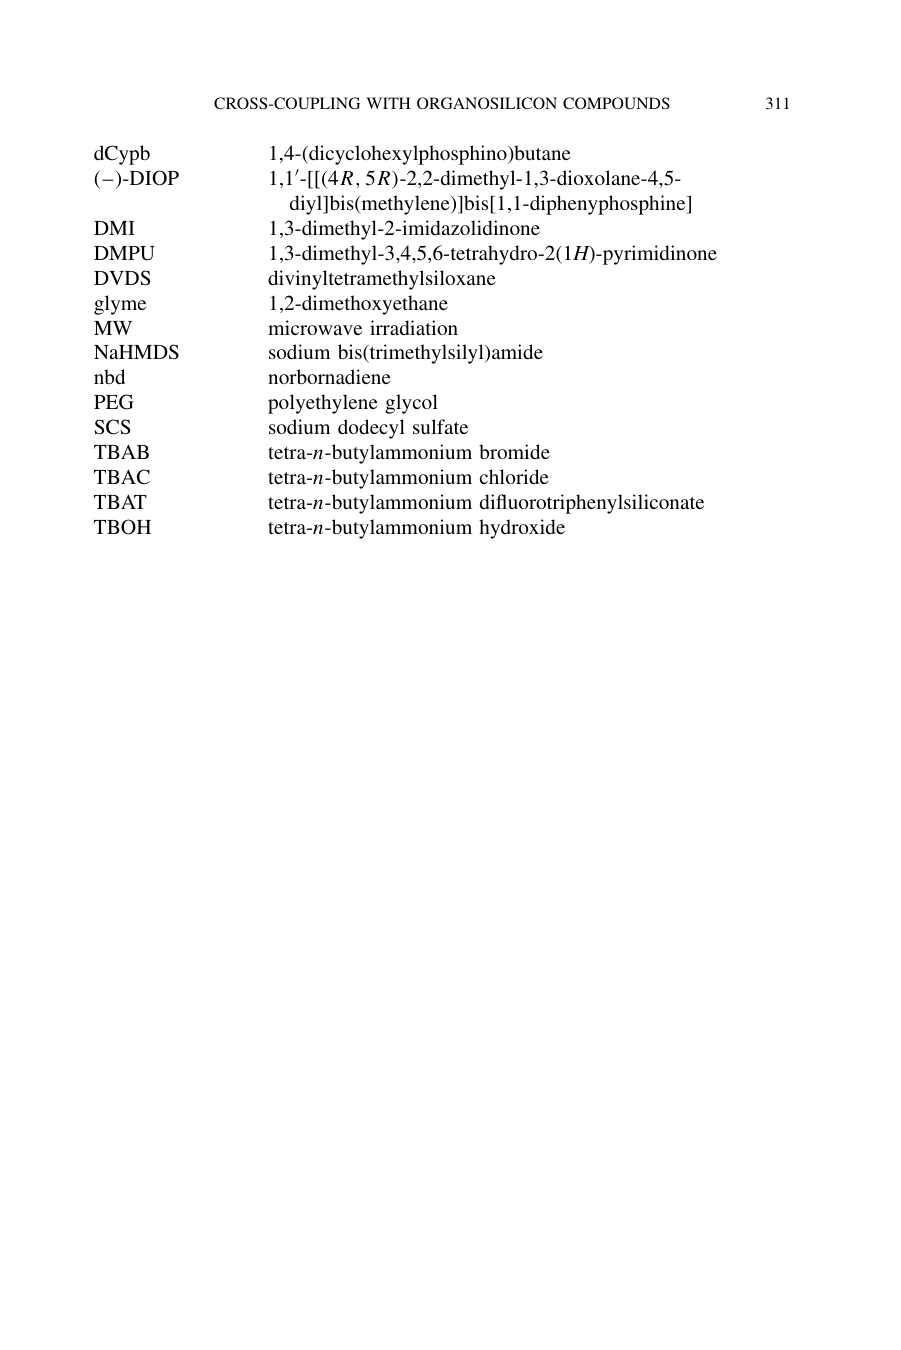 CROSS-COUPLING WITH ORGANOSILICON COMPOUNDS 311
dCypb 1,4-(dicyclohexylphosphino)butane
(−)-DIOP 1,1′-[[(4R, 5R)-2,2-dimethyl-1,3-dioxolane-4,5-
diyl]bis(methylene)]bis[1,1-diphenyphosphine]
DMI 1,3-dimethyl-2-imidazolidinone
DMPU 1,3-dimethyl-3,4,5,6-tetrahydro-2(1H)-pyrimidinone
DVDS divinyltetramethylsiloxane
glyme 1,2-dimethoxyethane
MW microwave irradiation
NaHMDS sodium bis(trimethylsilyl)amide
nbd norbornadiene
PEG polyethylene glycol
SCS sodium dodecyl sulfate
TBAB tetra-n-butylammonium bromide
TBAC tetra-n-butylammonium chloride
TBAT tetra-n-butylammonium difluorotriphenylsiliconate
TBOH tetra-n-butylammonium hydroxide